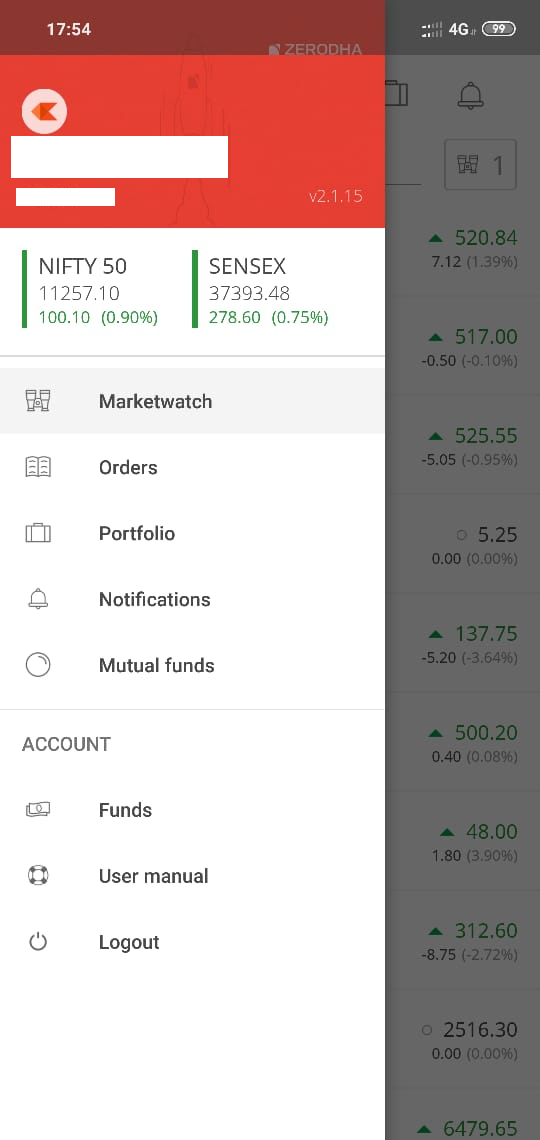 17:54
4G
99
ZERODHA
v2.1.15
1
NIFTY 50
11257.10
100.10 (0.90%)
SENSEX
37393.48
278.60 (0.75%)
Marketwatch
Orders
Portfolio
Notifications
Mutual funds
ACCOUNT
Funds
User manual
Logout
520.84
7.12 (1.39%)
517.00
-0.50 (-0.10%)
525.55
-5.05 (-0.95%)
5.25
0.00 (0.00%)
137.75
-5.20 (-3.64%)
500.20
0.40 (0.08%)
48.00
1.80 (3.90%)
312.60
-8.75 (-2.72%)
2516.30
0.00 (0.00%)
6479.65